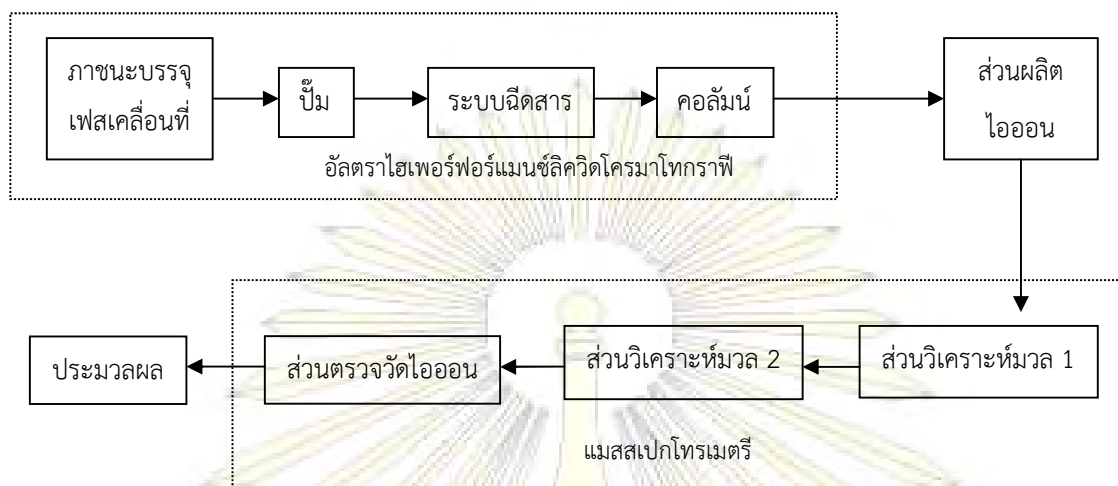 ภาชนะบรรจุ
เฟสเคลื่อนที่
ปั๊ม
ระบบฉีดสาร
คอลัมน์
ส่วนผลิต
ไอออน
อัลตราไฮเพอร์ฟอร์แมนซ์ลิควิดโครมาโทกราฟี
ประมวลผล
ส่วนตรวจวัดไอออน
ส่วนวิเคราะห์มวล 2
ส่วนวิเคราะห์มวล 1
แมสสเปกโทรเมตรี